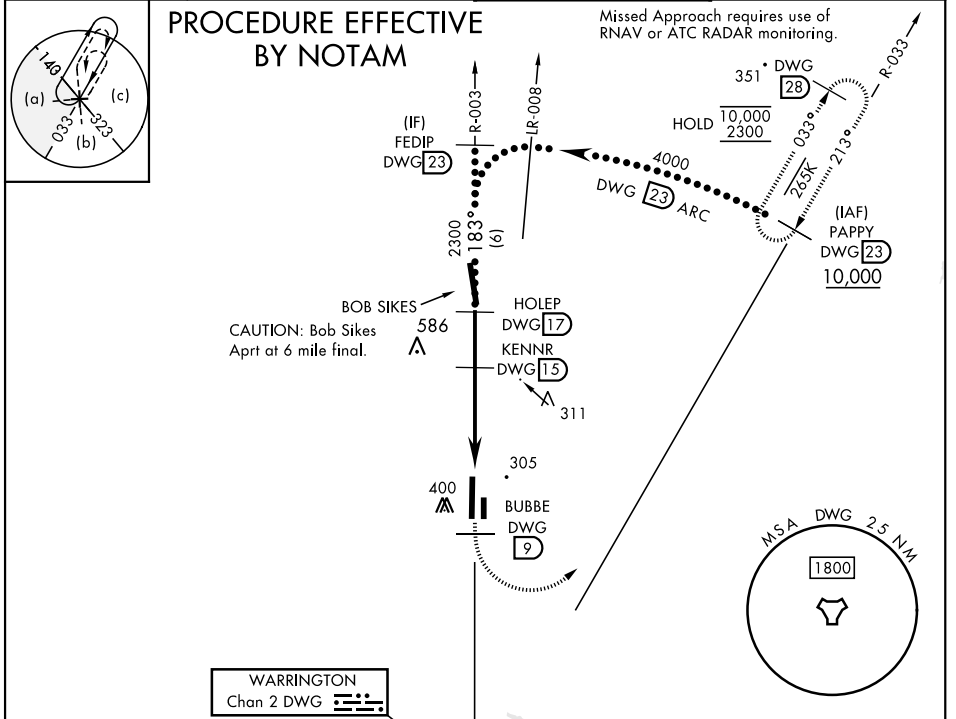 PROCEDURE EFFECTIVE
BY NOTAM
Missed Approach requires use of
RNAV or ATC RADAR monitoring.
140
(a)
(c)
(b)
033
323
R-003
LR-008
R-033
351
DWG
28
HOLD
10,000
2300
033°
213°
265K
(IF)
FEDIP
DWG 23
4000
DWG 23 ARC
(IAF)
PAPPY
DWG 23
10,000
2300
183°
(6)
BOB SIKES
CAUTION: Bob Sikes
Aprt at 6 mile final.
586
HOLEP
DWG 17
KENNR
DWG 15
311
305
400
BUBBE
DWG
9
MSA DWG 25 NM
1800
WARRINGTON
Chan 2 DWG